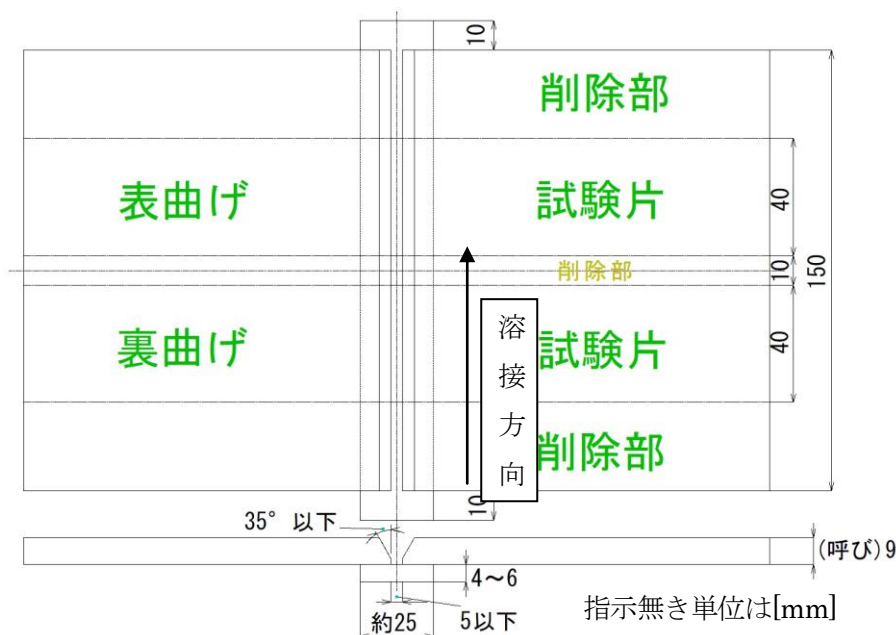 10
削除部
表曲げ
試験片
40
削除部
10
150
溶接方向
裏曲げ
試験片
40
削除部
10
35° 以下
(呼び)9
4～6
約25
5以下
指示無き単位は[mm]